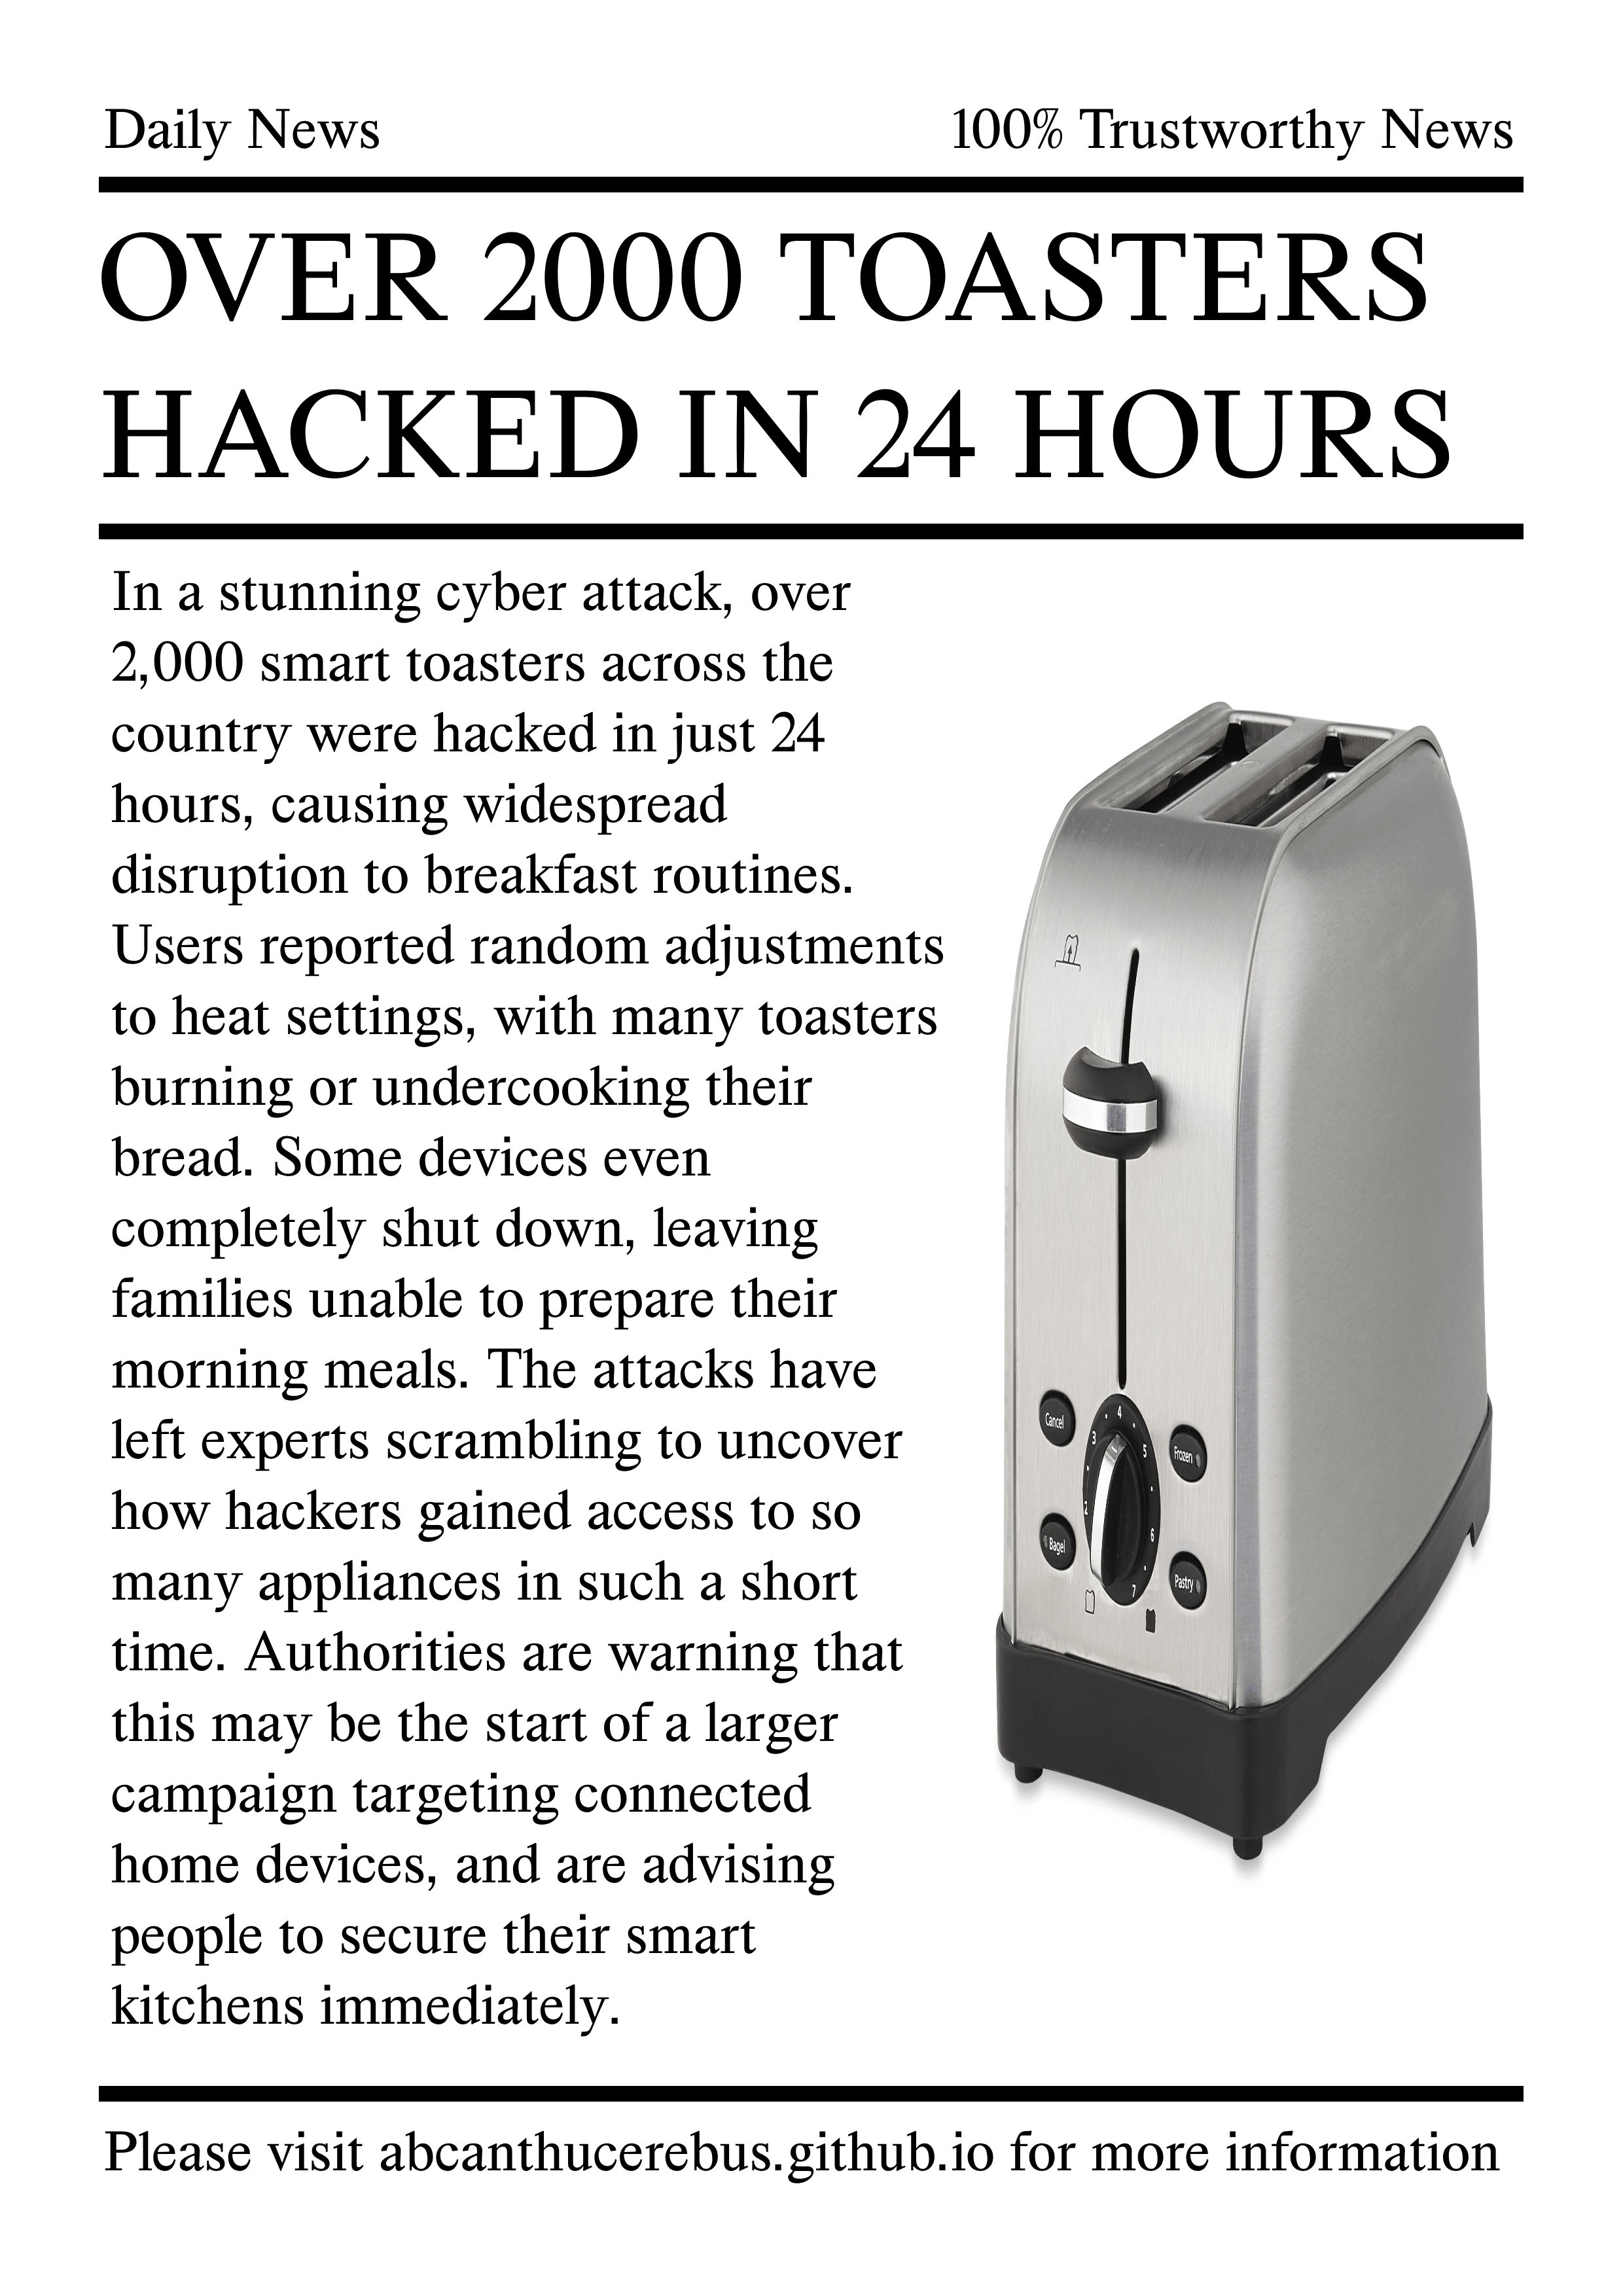 Daily News
100% Trustworthy News
OVER 2000 TOASTERS
HACKED IN 24 HOURS
In a stunning cyber attack, over
2,000 smart toasters across the
country were hacked in just 24
hours, causing widespread
disruption to breakfast routines.
Users reported random adjustments
to heat settings, with many toasters
burning or undercooking their
bread. Some devices even
completely shut down, leaving
families unable to prepare their
morning meals. The attacks have
left experts scrambling to uncover
how hackers gained access to so
many appliances in such a short
time. Authorities are warning that
this may be the start of a larger
campaign targeting connected
home devices, and are advising
people to secure their smart
kitchens immediately.
Cancel
Frozen
Bagel
Pastry
2
3
4
5
6
7
Please visit abcanthucerebus.github.io for more information